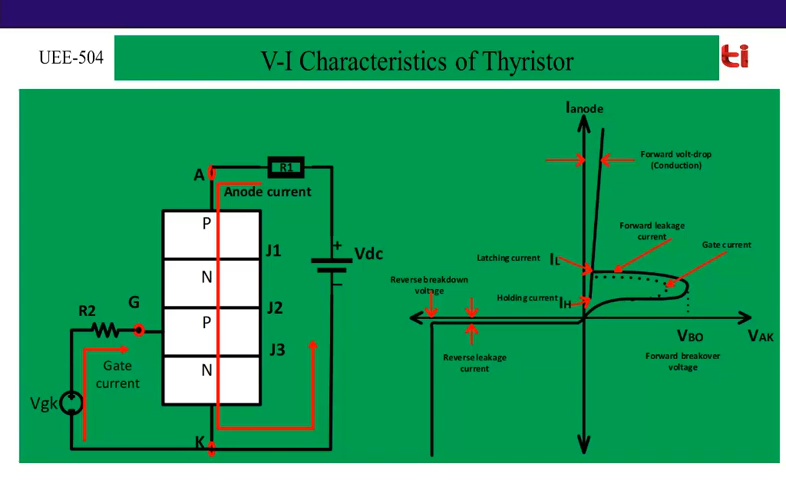 UEE-504
V-I Characteristics of Thyristor
ti
A
R1
Anode current
P
J1
N
+
Vdc
–
J2
G
R2
P
J3
Gate
current
N
Vgk
K
Ianode
Forward volt-drop
(Conduction)
Forward leakage
current
Gate current
Latching current
IL
Reverse breakdown
voltage
Holding current
IH
Reverse leakage
current
VBO
VAK
Forward breakover
voltage